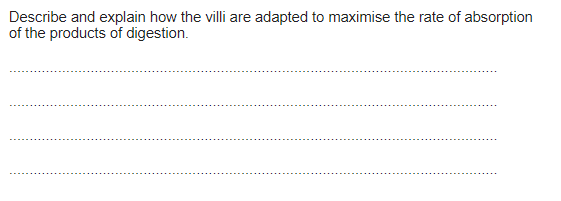 Describe and explain how the villi are adapted to maximise the rate of absorption
of the products of digestion.